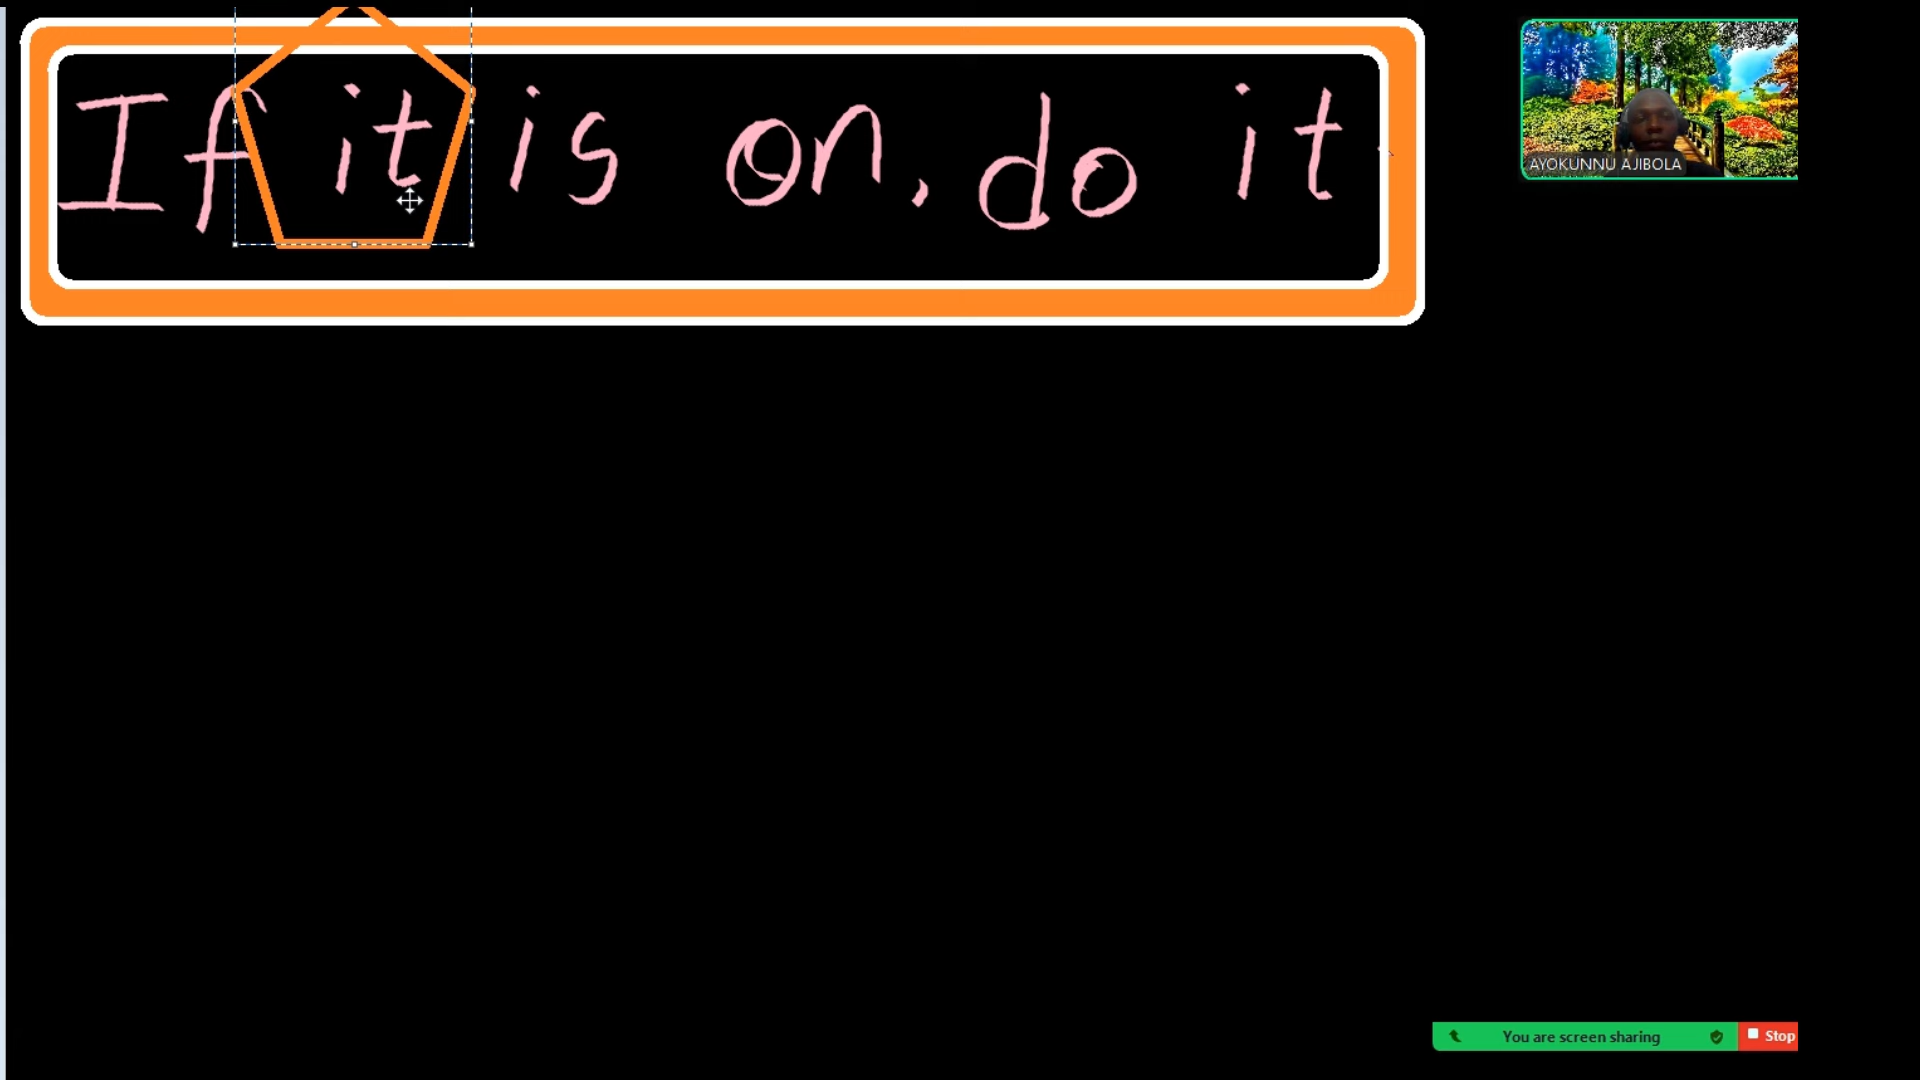 If it is on, do it
AYOKUNNU AJIBOLA
You are screen sharing
Stop